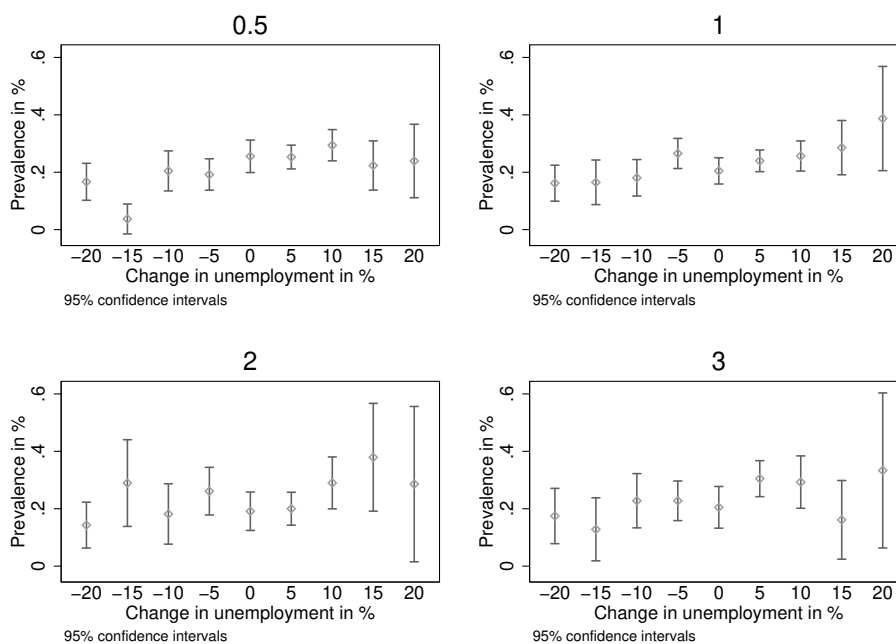 0.5
Prevalence in %
.6
.4
.2
0
−20 −15 −10 −5 0 5 10 15 20
Change in unemployment in %
95% confidence intervals
1
Prevalence in %
.6
.4
.2
0
−20 −15 −10 −5 0 5 10 15 20
Change in unemployment in %
95% confidence intervals
2
Prevalence in %
.6
.4
.2
0
−20 −15 −10 −5 0 5 10 15 20
Change in unemployment in %
95% confidence intervals
3
Prevalence in %
.6
.4
.2
0
−20 −15 −10 −5 0 5 10 15 20
Change in unemployment in %
95% confidence intervals